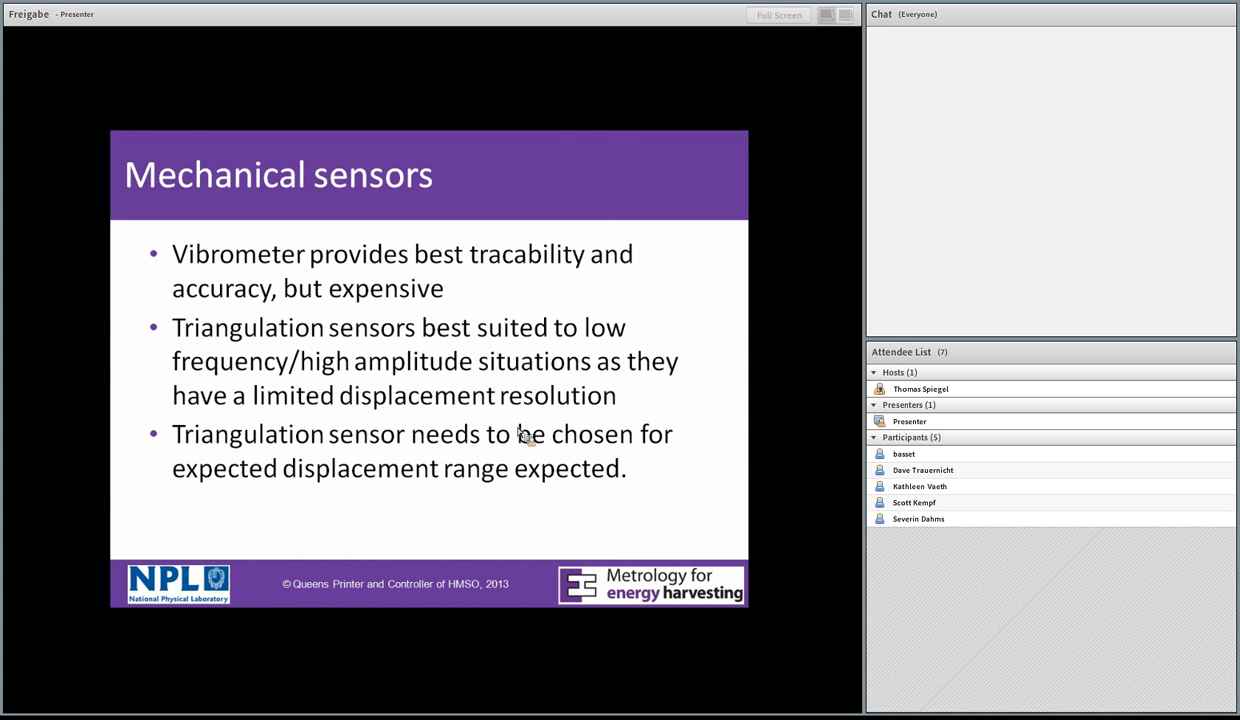 Freigabe - Presenter
Full Screen
Mechanical sensors
• Vibrometer provides best tracability and
accuracy, but expensive
• Triangulation sensors best suited to low
frequency/high amplitude situations as they
have a limited displacement resolution
• Triangulation sensor needs to be chosen for
expected displacement range expected.
NPL
National Physical Laboratory
© Queens Printer and Controller of HMSO, 2013
Metrology for
energy harvesting
Chat (Everyone)
Attendee List (7)
Hosts (1)
Thomas Spiegel
Presenters (1)
Presenter
Participants (5)
basset
Dave Trauernicht
Kathleen Vaeth
Scott Kempf
Severin Dahms